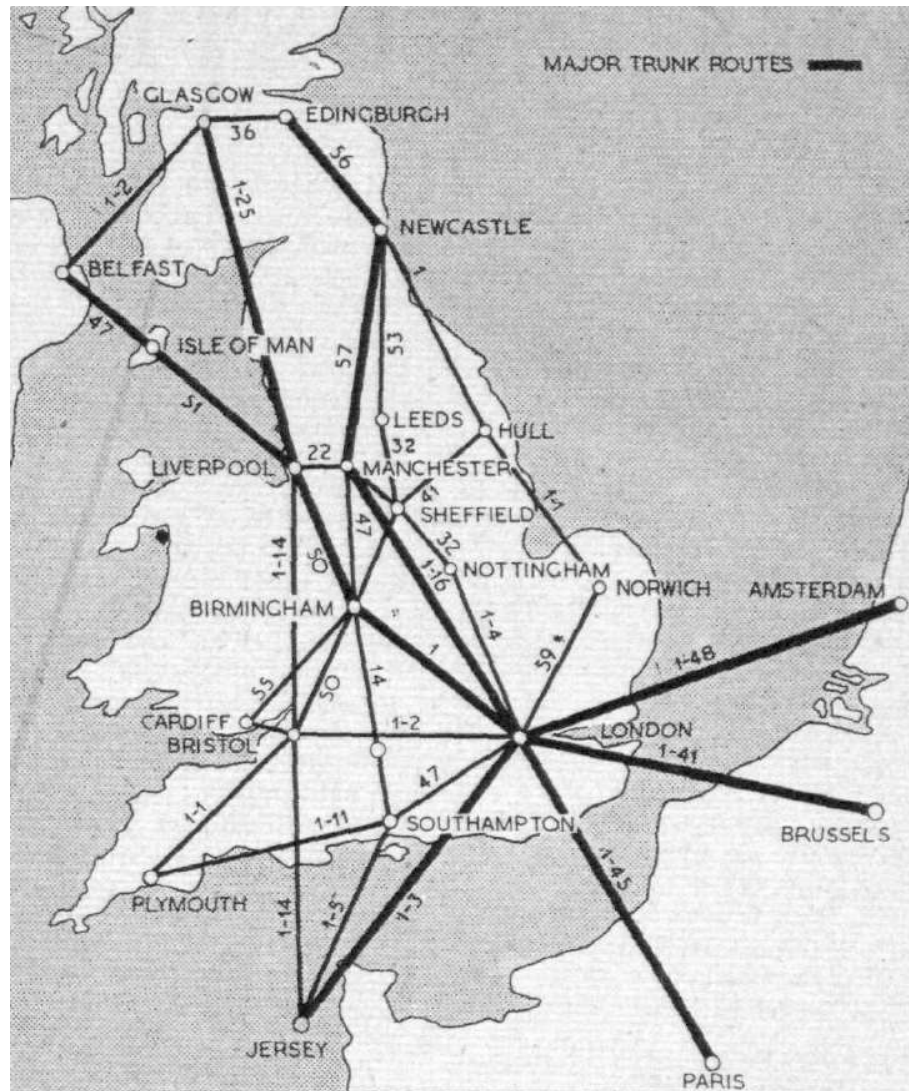 MAJOR TRUNK ROUTES
GLASGOW
EDINGBURGH
36
56
1-2
1-25
NEWCASTLE
BELFAST
1
47
ISLE OF MAN
53
57
51
LEEDS
HULL
32
22
LIVERPOOL
MANCHESTER
41
1-1
SHEFFIELD
47
32
1-14
50
1-16
NOTTINGHAM
NORWICH
AMSTERDAM
BIRMINGHAM
1-4
59*
1
1-48
55
50
14
CARDIFF
1-2
LONDON
BRISTOL
1-41
47
1-1
1-11
SOUTHAMPTON
BRUSSELS
PLYMOUTH
1-45
1-14
1-5
1-3
JERSEY
PARIS